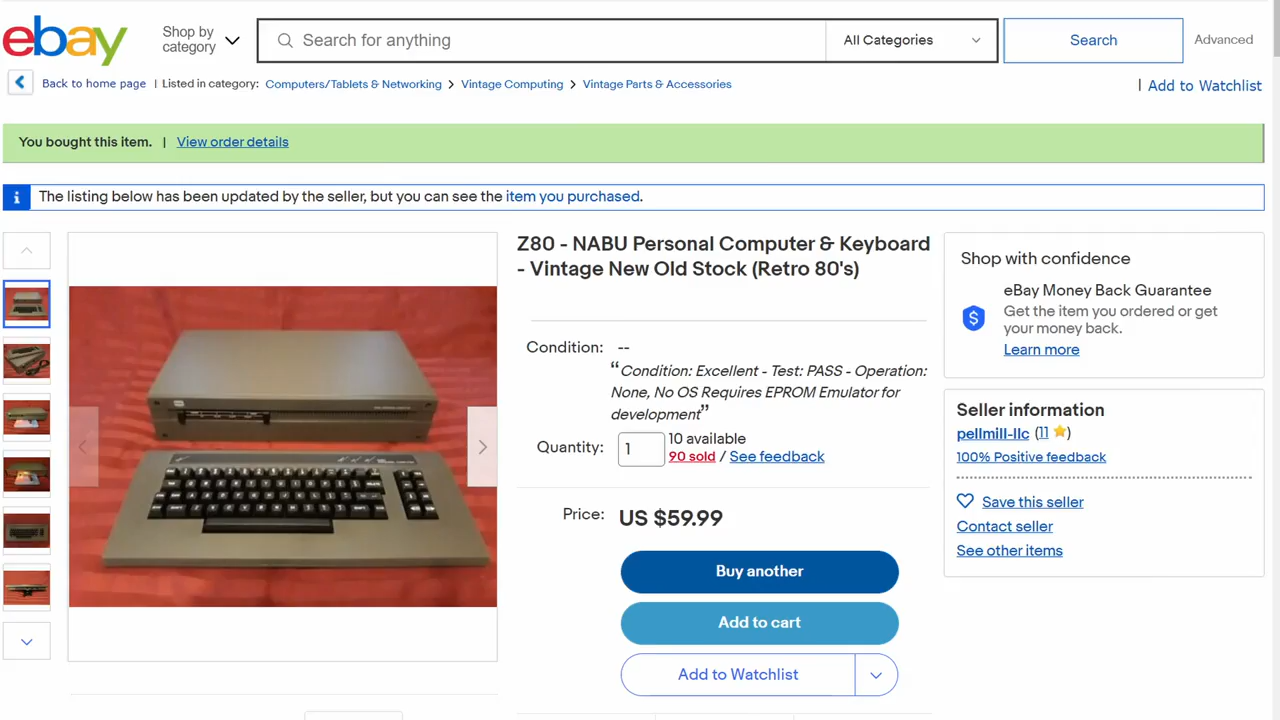 ebay
Shop by
category
Search for anything
All Categories
Search
Advanced
Back to home page | Listed in category: Computers/Tablets & Networking > Vintage Computing > Vintage Parts & Accessories
| Add to Watchlist
You bought this item. | View order details
i The listing below has been updated by the seller, but you can see the item you purchased.
Z80 - NABU Personal Computer & Keyboard
- Vintage New Old Stock (Retro 80's)
Condition: --
“Condition: Excellent - Test: PASS - Operation:
None, No OS Requires EPROM Emulator for
development”
Quantity: 1 10 available
90 sold / See feedback
Price: US $59.99
Buy another
Add to cart
Add to Watchlist
Shop with confidence
eBay Money Back Guarantee
Get the item you ordered or get
your money back.
Learn more
Seller information
pellmill-llc (11)
100% Positive feedback
Save this seller
Contact seller
See other items